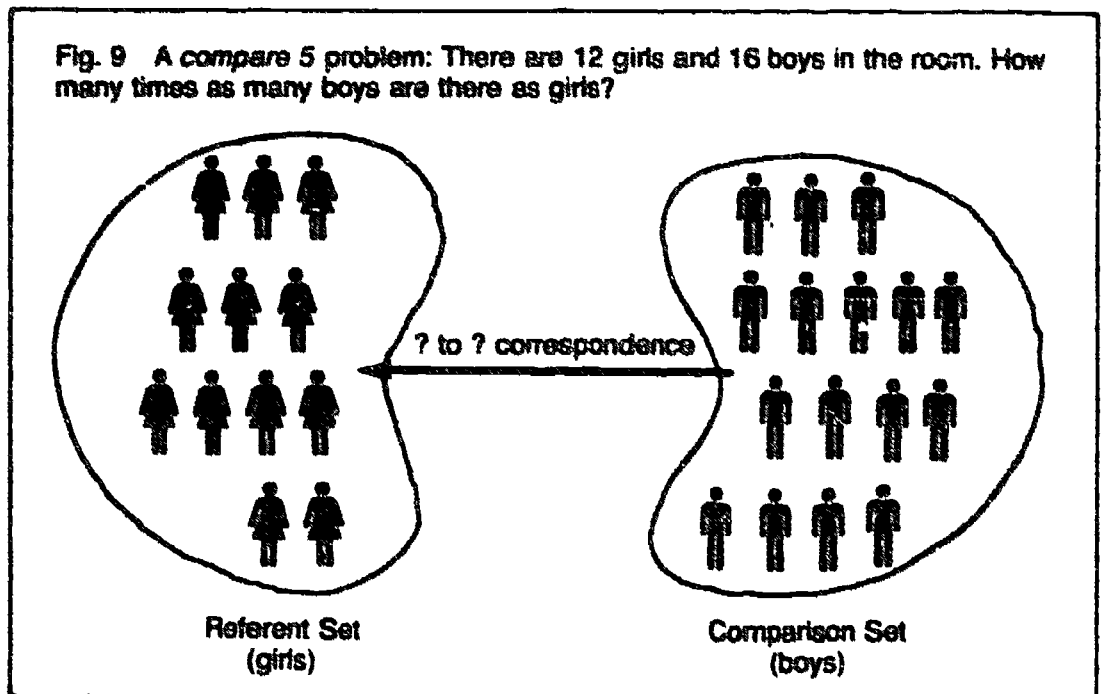 Fig. 9 A compare 5 problem: There are 12 girls and 16 boys in the room. How
many times as many boys are there as girls?
? to ? correspondence
Referent Set
(girls)
Comparison Set
(boys)